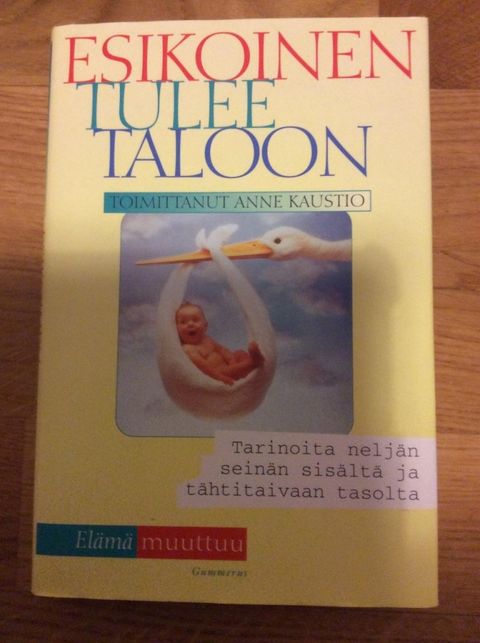 ESIKOINEN
TULEE
TALOON
TOIMITTANUT ANNE KAUSTIO
Tarinoita neljän
seinän sisältä ja
tähtitaivaan tasolta
Elämä muuttuu
Gummerus